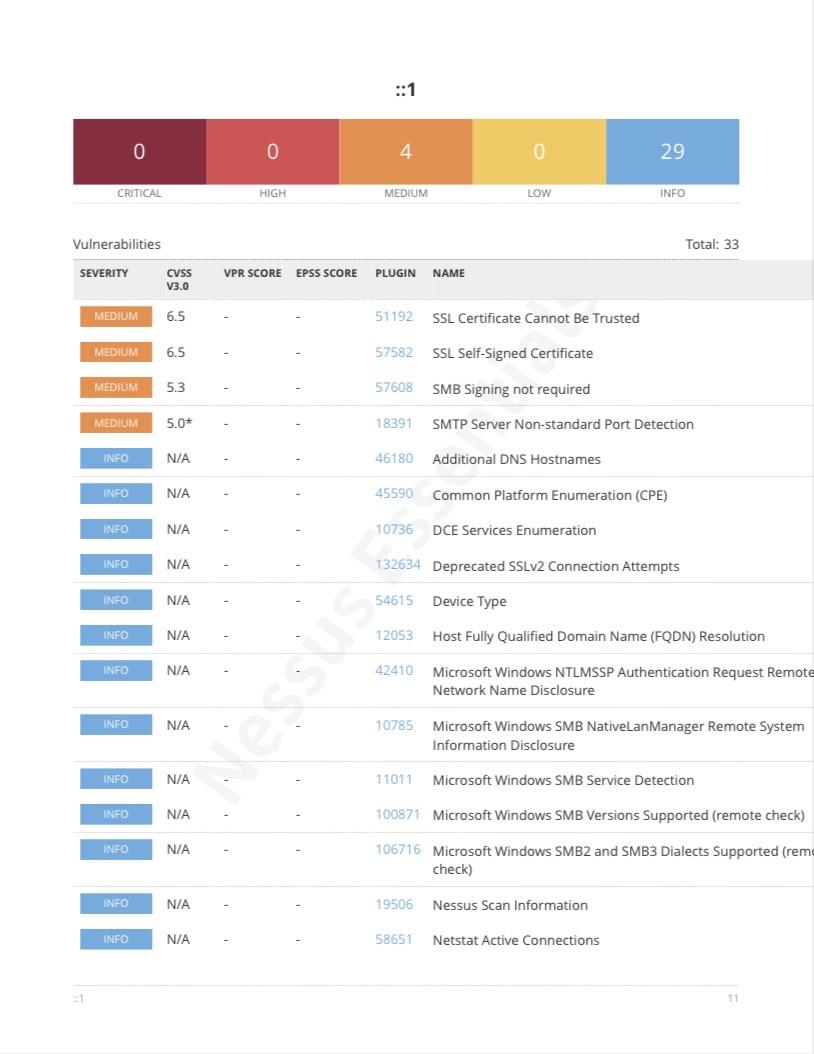 ::1
0 0 4 0 29
CRITICAL HIGH MEDIUM LOW INFO
Vulnerabilities Total: 33
SEVERITY CVSS V3.0 VPR SCORE EPSS SCORE PLUGIN NAME
MEDIUM 6.5 - - 51192 SSL Certificate Cannot Be Trusted
MEDIUM 6.5 - - 57582 SSL Self-Signed Certificate
MEDIUM 5.3 - - 57608 SMB Signing not required
MEDIUM 5.0* - - 18391 SMTP Server Non-standard Port Detection
INFO N/A - - 46180 Additional DNS Hostnames
INFO N/A - - 45590 Common Platform Enumeration (CPE)
INFO N/A - - 10736 DCE Services Enumeration
INFO N/A - - 132634 Deprecated SSLv2 Connection Attempts
INFO N/A - - 54615 Device Type
INFO N/A - - 12053 Host Fully Qualified Domain Name (FQDN) Resolution
INFO N/A - - 42410 Microsoft Windows NTLMSSP Authentication Request Remote
Network Name Disclosure
INFO N/A - - 10785 Microsoft Windows SMB NativeLanManager Remote System
Information Disclosure
INFO N/A - - 11011 Microsoft Windows SMB Service Detection
INFO N/A - - 100871 Microsoft Windows SMB Versions Supported (remote check)
INFO N/A - - 106716 Microsoft Windows SMB2 and SMB3 Dialects Supported (remo
check)
INFO N/A - - 19506 Nessus Scan Information
INFO N/A - - 58651 Netstat Active Connections
Nessus Essentials
::1 11